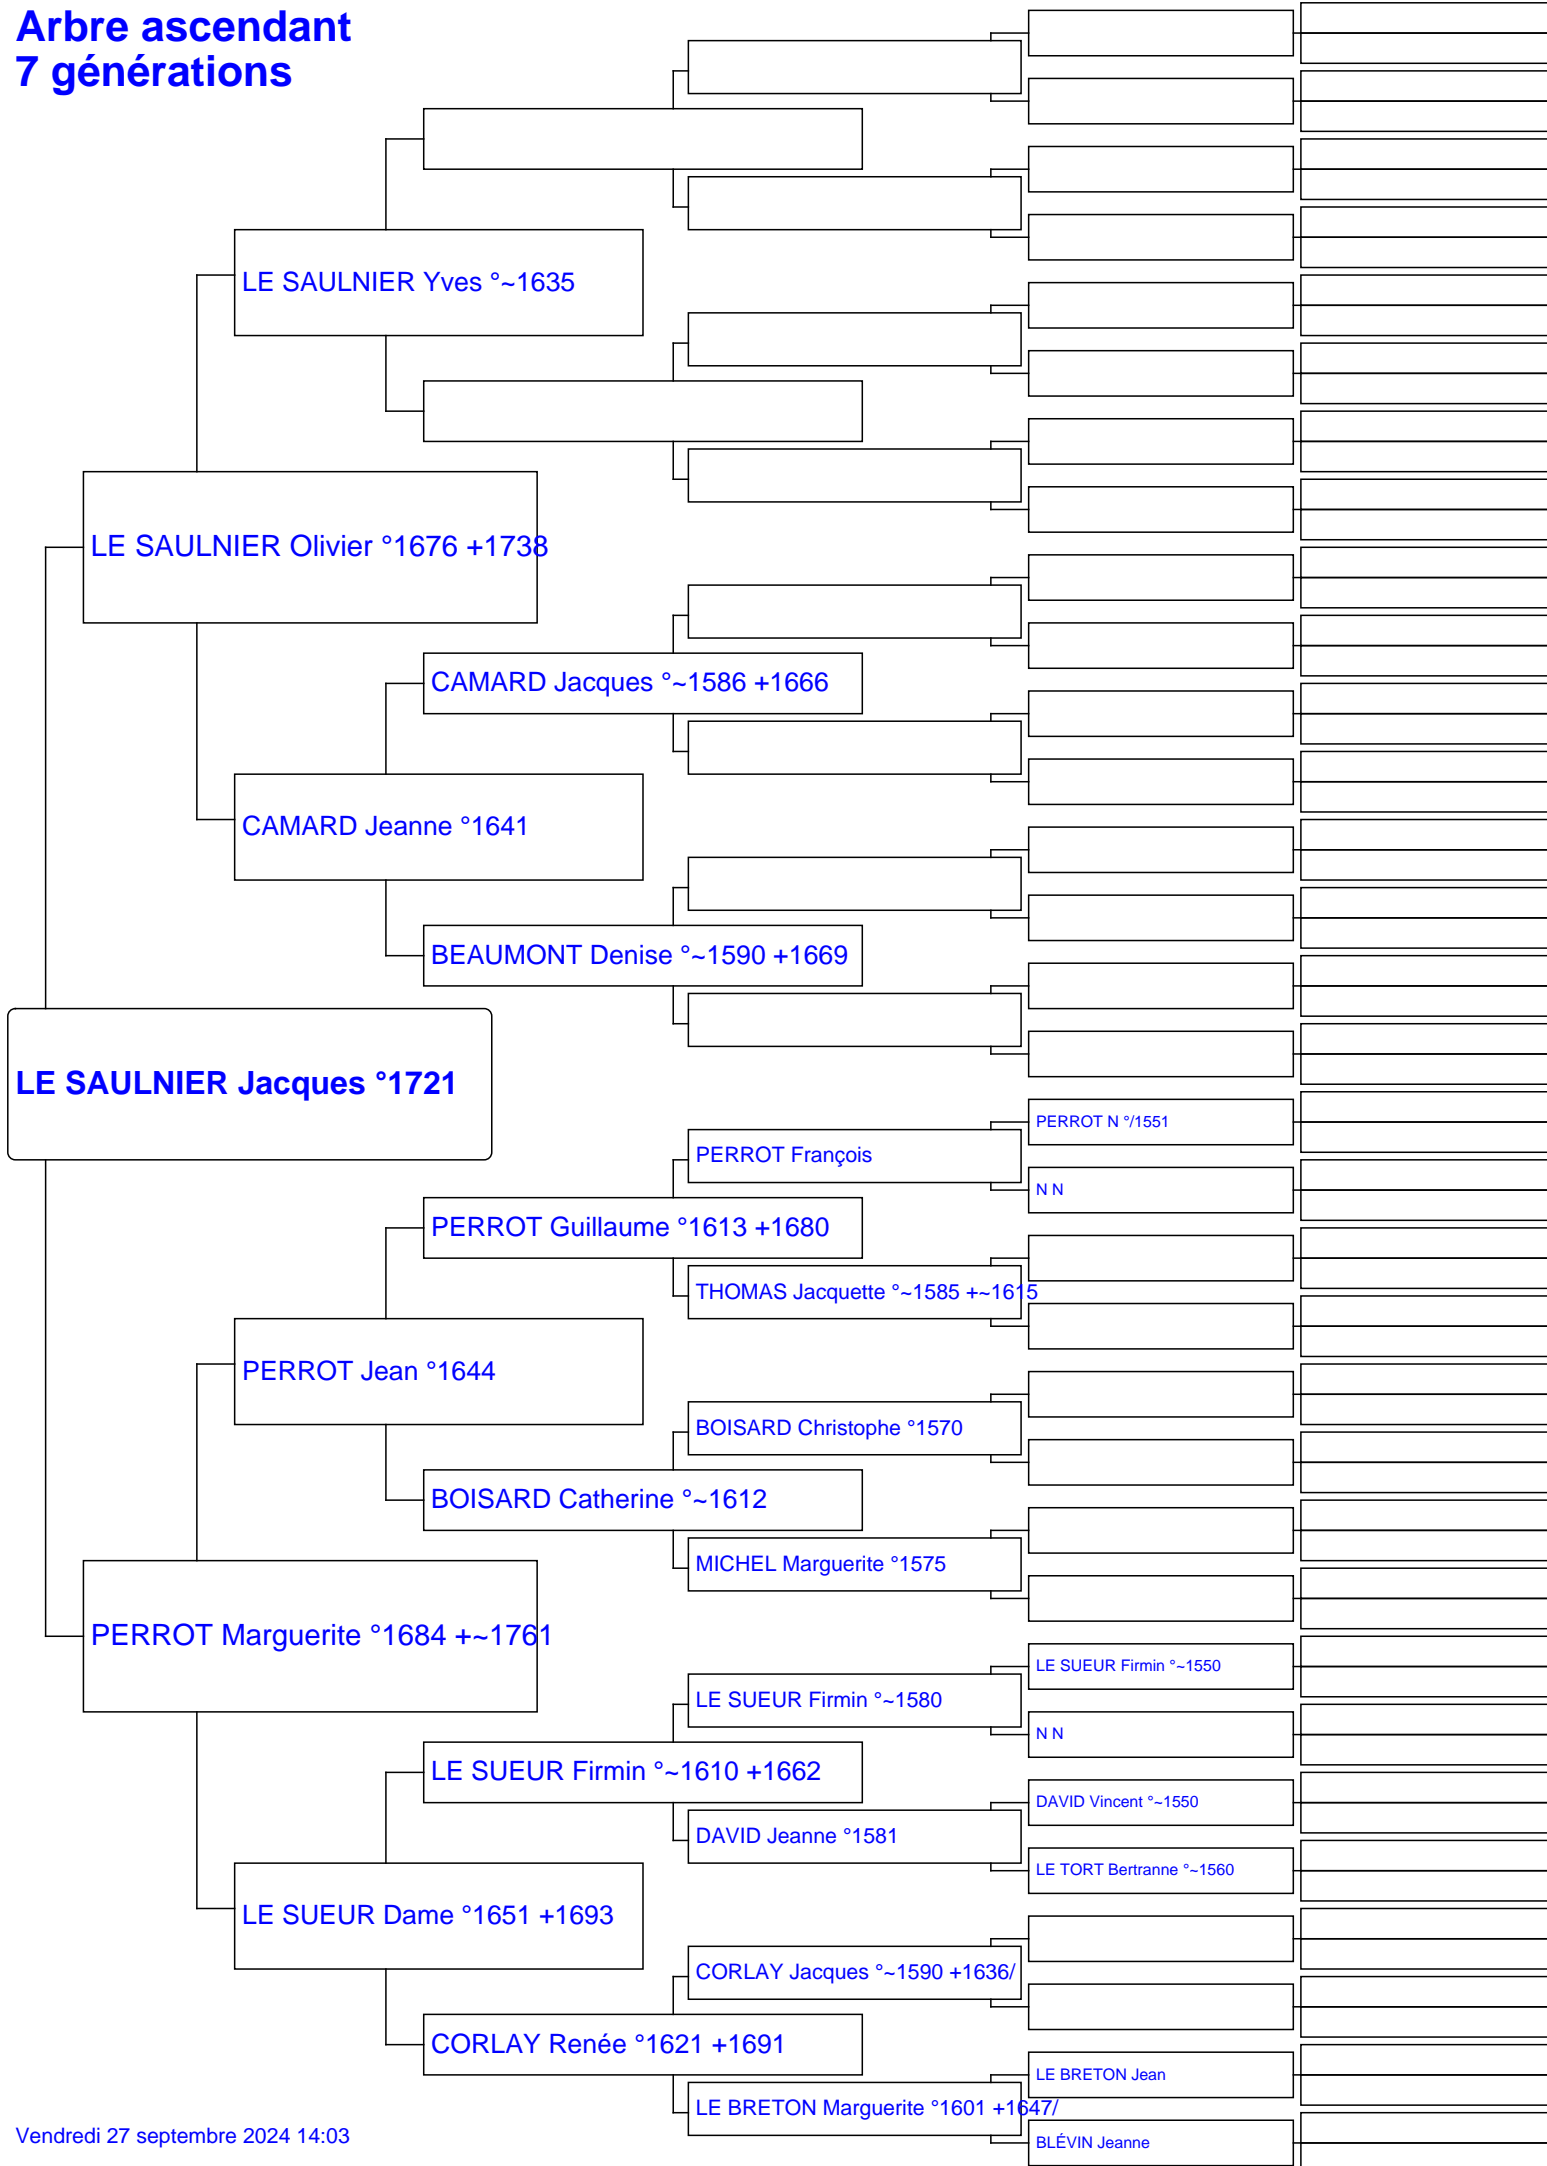 Arbre ascendant
7 générations
LE SAULNIER Yves °~1635
LE SAULNIER Olivier °1676 +1738
CAMARD Jacques °~1586 +1666
CAMARD Jeanne °1641
BEAUMONT Denise °~1590 +1669
LE SAULNIER Jacques °1721
PERROT N °/1551
PERROT François
N N
PERROT Guillaume °1613 +1680
THOMAS Jacquette °~1585 +~1615
PERROT Jean °1644
BOISARD Christophe °1570
BOISARD Catherine °~1612
MICHEL Marguerite °1575
PERROT Marguerite °1684 +~1761
LE SUEUR Firmin °~1550
LE SUEUR Firmin °~1580
N N
LE SUEUR Firmin °~1610 +1662
DAVID Vincent °~1550
DAVID Jeanne °1581
LE TORT Bertranne °~1560
LE SUEUR Dame °1651 +1693
CORLAY Jacques °~1590 +1636/
CORLAY Renée °1621 +1691
LE BRETON Jean
LE BRETON Marguerite °1601 +1647/
BLÉVIN Jeanne
Vendredi 27 septembre 2024 14:03